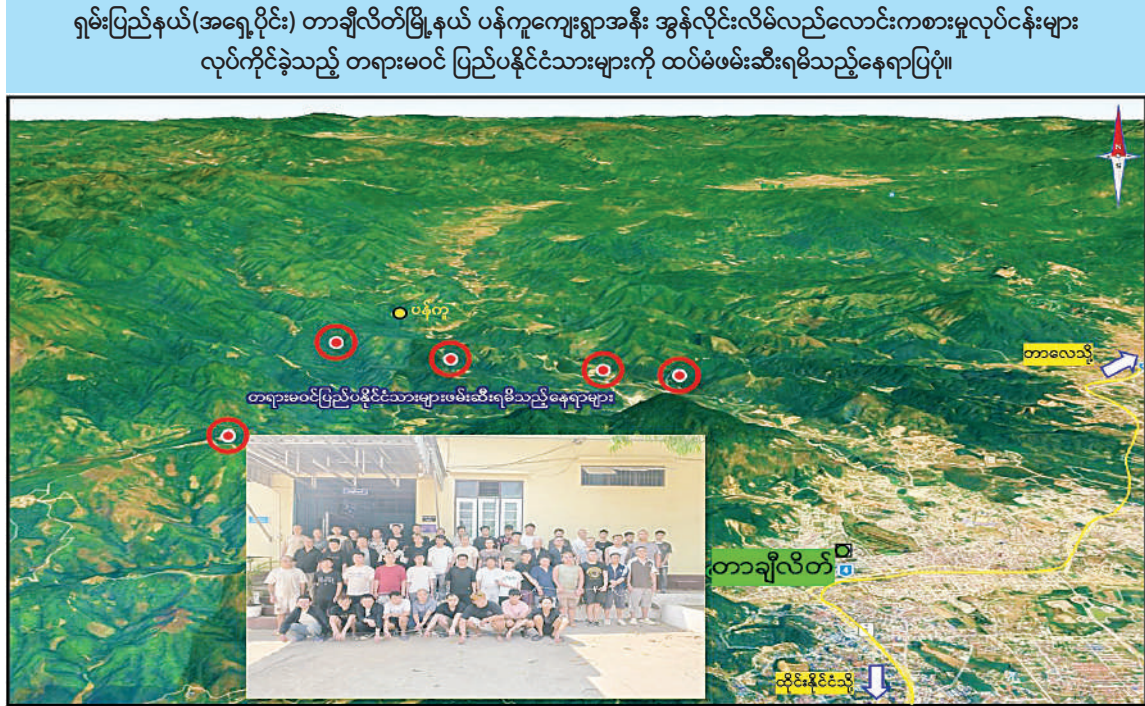 ရှမ်းပြည်နယ်(အရှေ့ပိုင်း) တာချီလိတ်မြို့နယ် ပန်ကူကျေးရွာအနီး အွန်လိုင်းလိမ်လည်လောင်းကစားမှုလုပ်ငန်းများ
လုပ်ကိုင်ခဲ့သည့် တရားမဝင် ပြည်ပနိုင်ငံသားများကို ထပ်မံဖမ်းဆီးရမိသည့်နေရာပြပုံ။
N
S
ပန်ကူ
တာလေသို့
တရားမဝင်ပြည်ပနိုင်ငံသားများဖမ်းဆီးရမိသည့်နေရာများ
တာချီလိတ်
4
ထိုင်းနိုင်ငံသို့